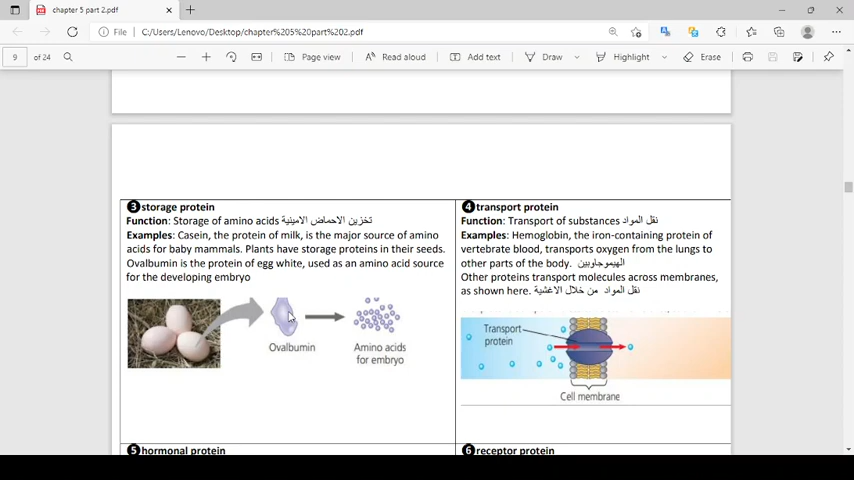 chapter 5 part 2.pdf
File
C:/Users/Lenovo/Desktop/chapter%205%20part%202.pdf
9 of 24
Page view
Read aloud
Add text
Draw
Highlight
Erase
3 storage protein
Function: Storage of amino acids تخزين الاحماض الامينية
Examples: Casein, the protein of milk, is the major source of amino
acids for baby mammals. Plants have storage proteins in their seeds.
Ovalbumin is the protein of egg white, used as an amino acid source
for the developing embryo
Ovalbumin
Amino acids
for embryo
4 transport protein
Function: Transport of substances نقل المواد
Examples: Hemoglobin, the iron-containing protein of
vertebrate blood, transports oxygen from the lungs to
other parts of the body. الهيموجلوبين
Other proteins transport molecules across membranes,
as shown here. نقل المواد من خلال الاغشية
Transport
protein
Cell membrane
5 hormonal protein
6 receptor protein